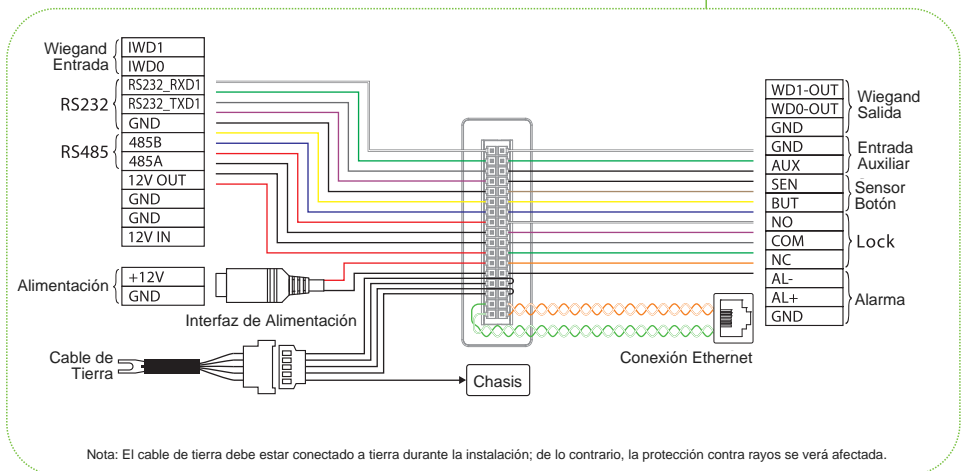 Wiegand
Entrada
IWD1
IWD0
RS232
RS232_RXD1
RS232_TXD1
GND
RS485
485B
485A
12V OUT
GND
GND
12V IN
Alimentación
+12V
GND
Interfaz de Alimentación
Cable de
Tierra
Chasis
Conexión Ethernet
WD1-OUT
WD0-OUT
GND
Wiegand
Salida
GND
AUX
Entrada
Auxiliar
SEN
BUT
Sensor
Botón
NO
COM
NC
Lock
AL-
AL+
GND
Alarma
Nota: El cable de tierra debe estar conectado a tierra durante la instalación; de lo contrario, la protección contra rayos se verá afectada.